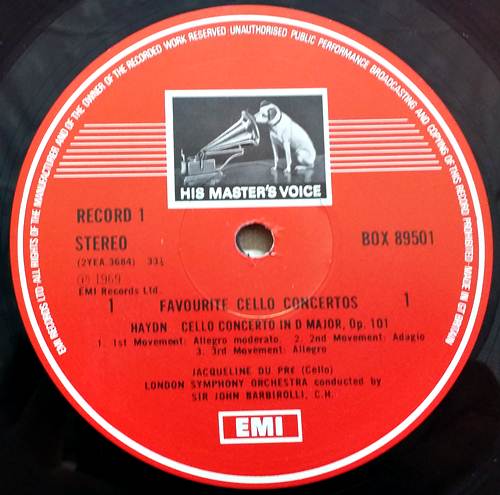 EMI RECORDS LTD·ALL RIGHTS OF THE MANUFACTURER AND OF THE OWNER OF THE RECORDED WORK RESERVED UNAUTHORISED PUBLIC PERFORMANCE BROADCASTING AND COPYING OF THIS RECORD PROHIBITED·MADE IN GT BRITAIN
HIS MASTER'S VOICE
RECORD 1
STEREO
BOX 89501
(2YEA.3684) 33⅓
℗ 1969
EMI Records Ltd.
1 FAVOURITE CELLO CONCERTOS 1
HAYDN CELLO CONCERTO IN D MAJOR, Op. 101
1. 1st Movement: Allegro moderato. 2. 2nd Movement: Adagio
3. 3rd Movement: Allegro
JACQUELINE DU PRE (Cello)
LONDON SYMPHONY ORCHESTRA conducted by
SIR JOHN BARBIROLLI, C.H.
EMI